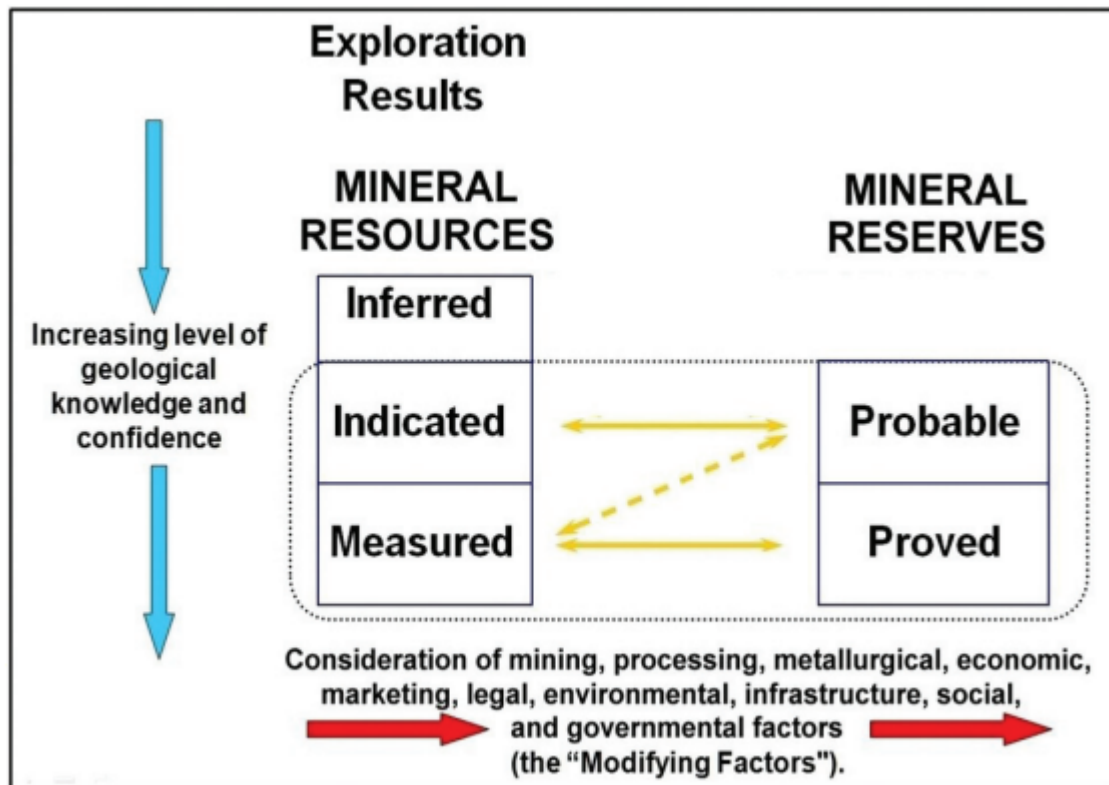 Exploration
Results
MINERAL
RESOURCES
MINERAL
RESERVES
Inferred
Increasing level of
geological
knowledge and
confidence
Indicated
Probable
Measured
Proved
Consideration of mining, processing, metallurgical, economic,
marketing, legal, environmental, infrastructure, social,
and governmental factors
(the “Modifying Factors").